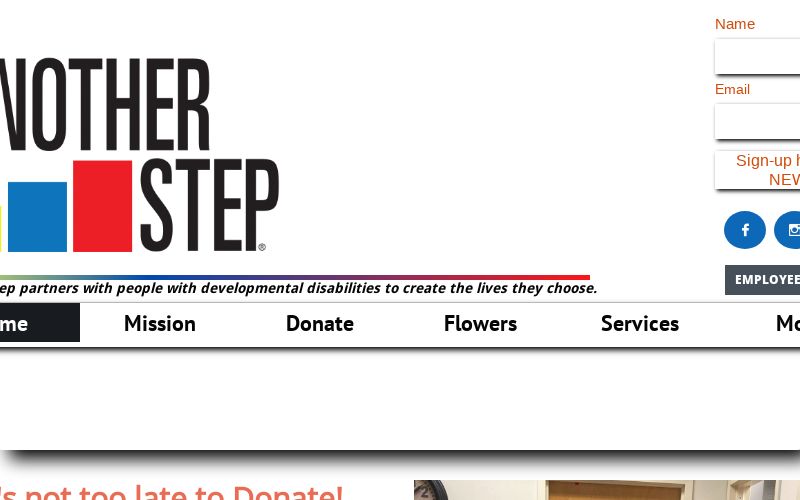 Name
NOTHER
Email
STEP®
Sign-up
NEW
ep partners with people with developmental disabilities to create the lives they choose.
EMPLOYEE
me
Mission
Donate
Flowers
Services
Mo
's not too late to Donate!